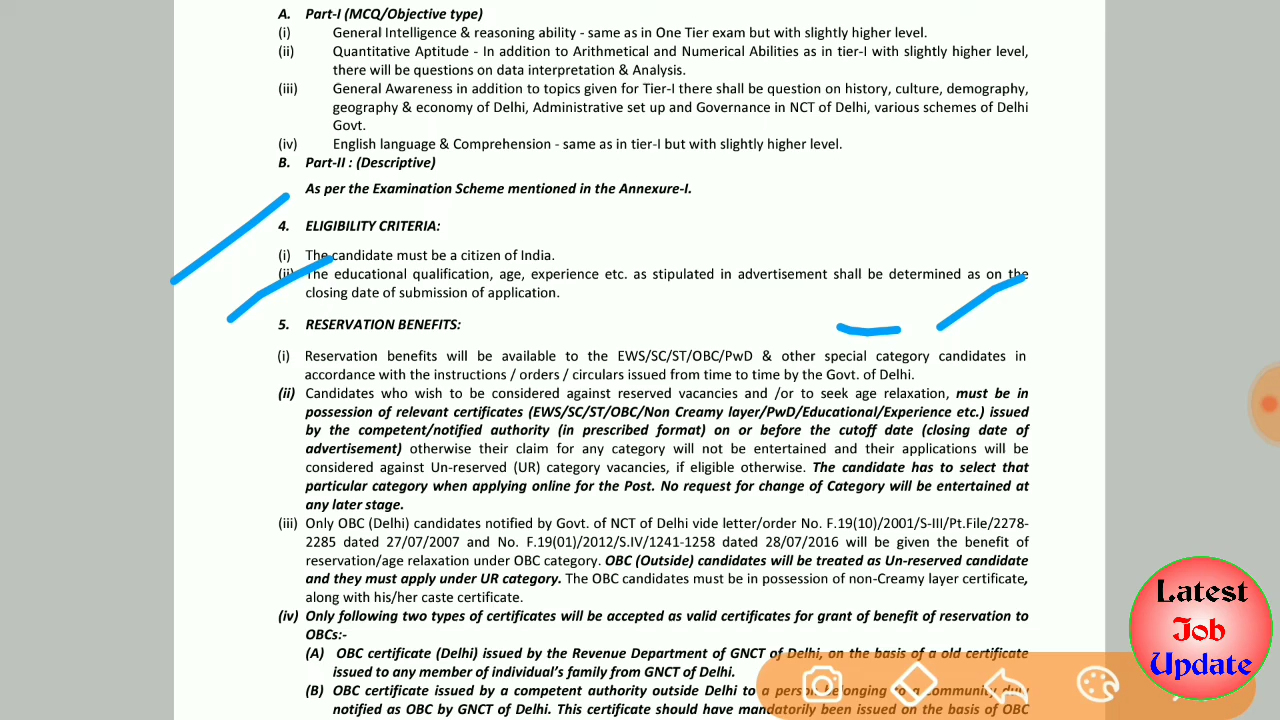 A. Part-I (MCQ/Objective type)
(i) General Intelligence & reasoning ability - same as in One Tier exam but with slightly higher level.
(ii) Quantitative Aptitude - In addition to Arithmetical and Numerical Abilities as in tier-I with slightly higher level,
there will be questions on data interpretation & Analysis.
(iii) General Awareness in addition to topics given for Tier-I there shall be question on history, culture, demography,
geography & economy of Delhi, Administrative set up and Governance in NCT of Delhi, various schemes of Delhi
Govt.
(iv) English language & Comprehension - same as in tier-I but with slightly higher level.
B. Part-II : (Descriptive)
As per the Examination Scheme mentioned in the Annexure-I.
4. ELIGIBILITY CRITERIA:
(i) The candidate must be a citizen of India.
(ii) The educational qualification, age, experience etc. as stipulated in advertisement shall be determined as on the
closing date of submission of application.
5. RESERVATION BENEFITS:
(i) Reservation benefits will be available to the EWS/SC/ST/OBC/PwD & other special category candidates in
accordance with the instructions / orders / circulars issued from time to time by the Govt. of Delhi.
(ii) Candidates who wish to be considered against reserved vacancies and /or to seek age relaxation, must be in
possession of relevant certificates (EWS/SC/ST/OBC/Non Creamy layer/PwD/Educational/Experience etc.) issued
by the competent/notified authority (in prescribed format) on or before the cutoff date (closing date of
advertisement) otherwise their claim for any category will not be entertained and their applications will be
considered against Un-reserved (UR) category vacancies, if eligible otherwise. The candidate has to select that
particular category when applying online for the Post. No request for change of Category will be entertained at
any later stage.
(iii) Only OBC (Delhi) candidates notified by Govt. of NCT of Delhi vide letter/order No. F.19(10)/2001/S-III/Pt.File/2278-
2285 dated 27/07/2007 and No. F.19(01)/2012/S.IV/1241-1258 dated 28/07/2016 will be given the benefit of
reservation/age relaxation under OBC category. OBC (Outside) candidates will be treated as Un-reserved candidate
and they must apply under UR category. The OBC candidates must be in possession of non-Creamy layer certificate,
along with his/her caste certificate.
(iv) Only following two types of certificates will be accepted as valid certificates for grant of benefit of reservation to
OBCs:-
(A) OBC certificate (Delhi) issued by the Revenue Department of GNCT of Delhi, on the basis of a old certificate
issued to any member of individual's family from GNCT of Delhi.
(B) OBC certificate issued by a competent authority outside Delhi to a person belonging to a community duly
notified as OBC by GNCT of Delhi. This certificate should have mandatorily been issued on the basis of OBC
Latest
Job
Update